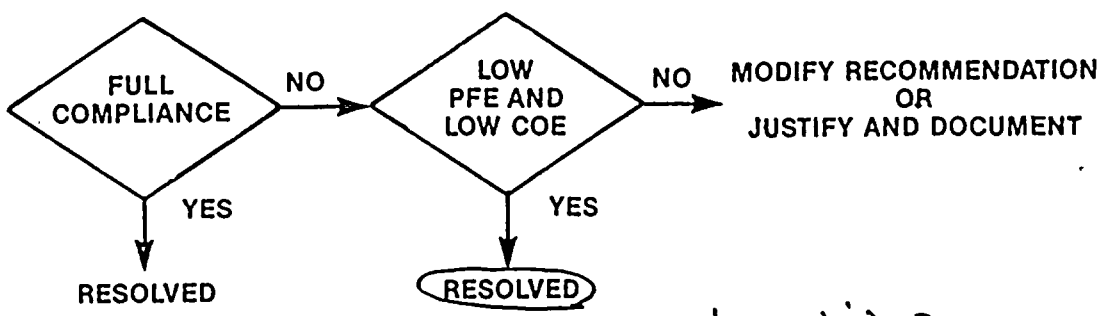 FULL
COMPLIANCE
NO
LOW
PFE AND
LOW COE
NO
MODIFY RECOMMENDATION
OR
JUSTIFY AND DOCUMENT
YES
YES
RESOLVED
RESOLVED